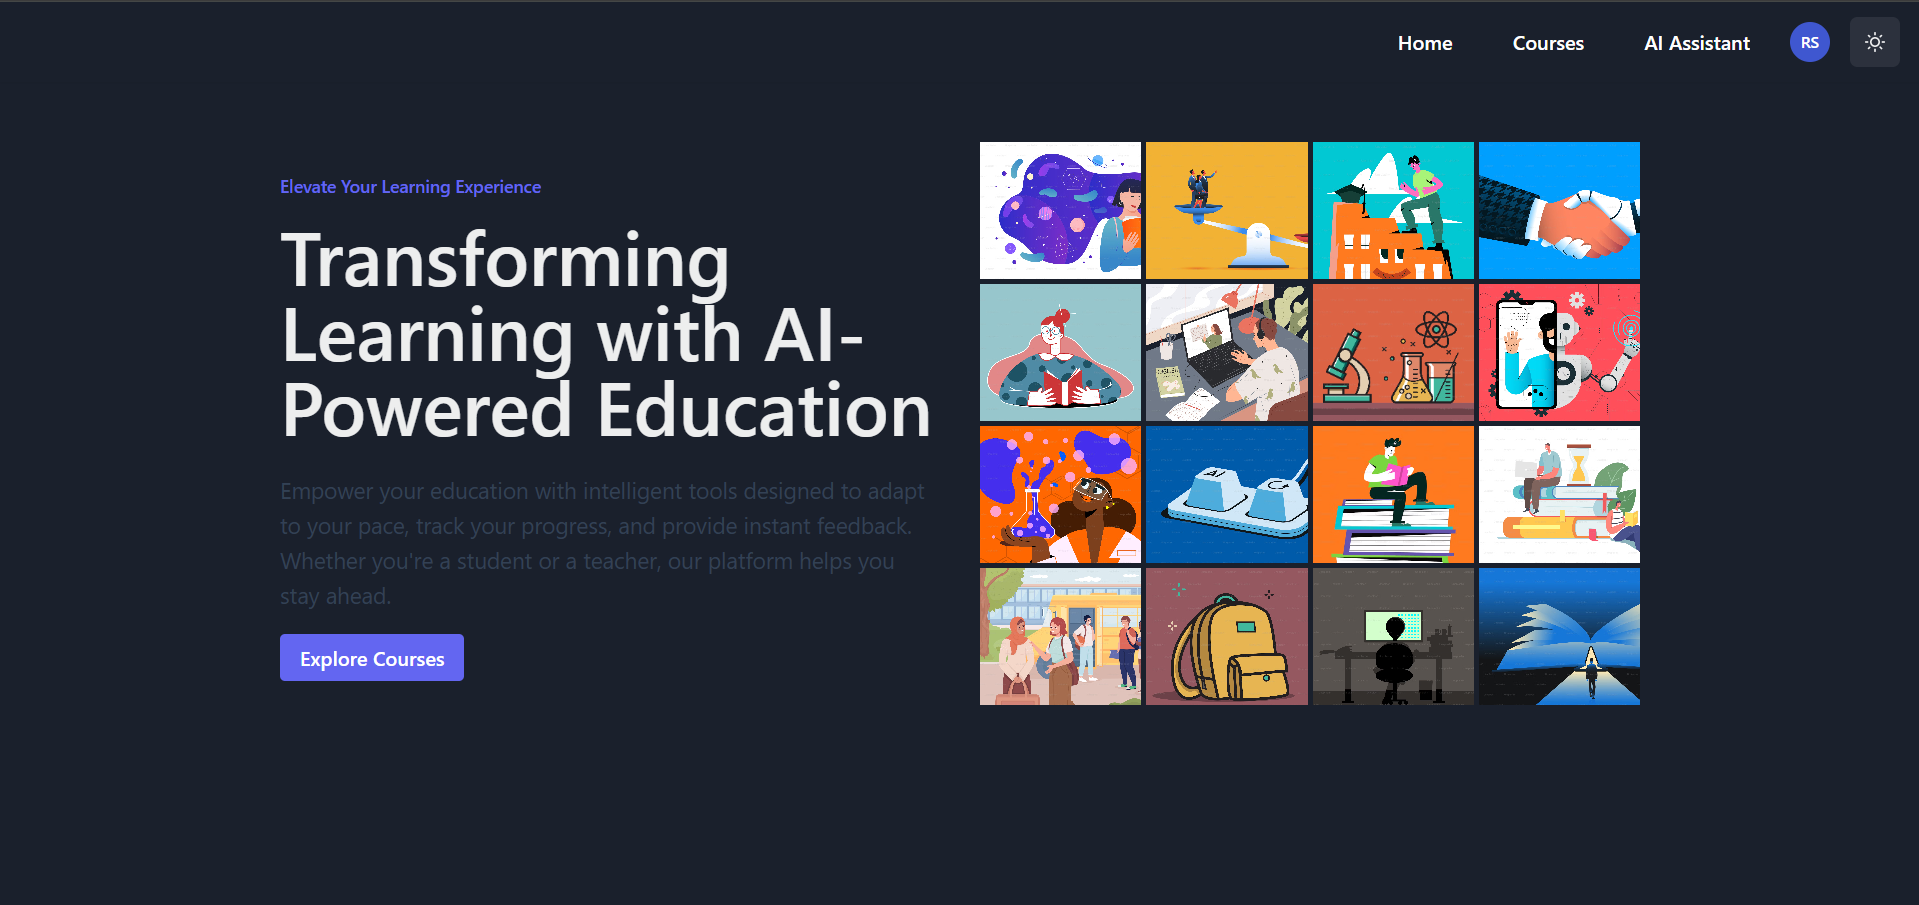 Home Courses AI Assistant RS
Elevate Your Learning Experience
Transforming
Learning with AI-
Powered Education
Empower your education with intelligent tools designed to adapt
to your pace, track your progress, and provide instant feedback.
Whether you're a student or a teacher, our platform helps you
stay ahead.
Explore Courses
AI